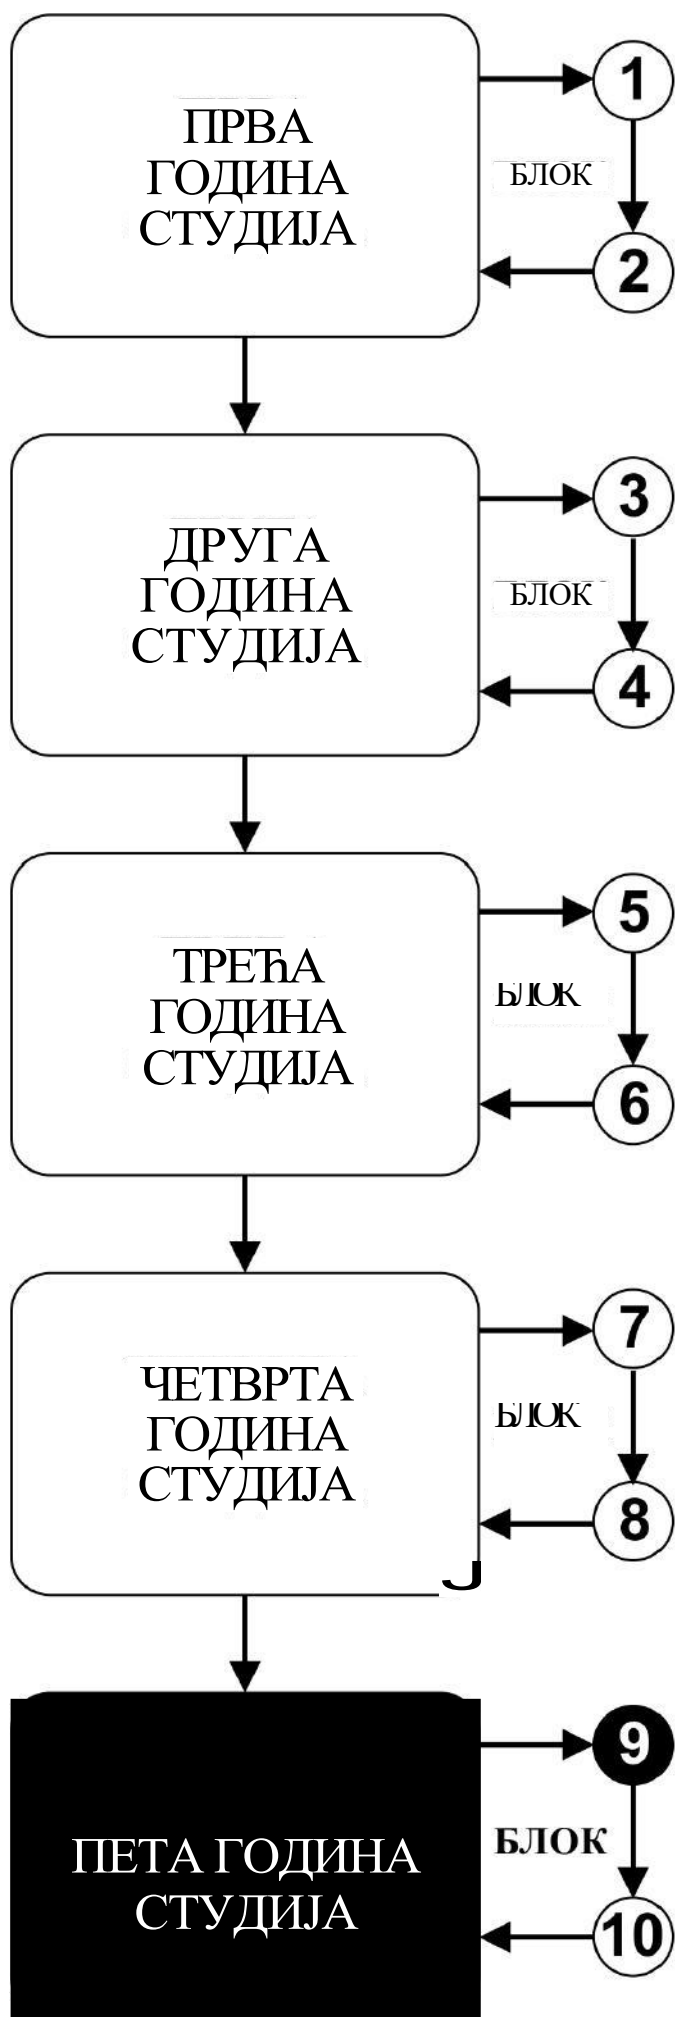 ПРВА
ГОДИНА
СТУДИЈА
1
БЛОК
2
ДРУГА
ГОДИНА
СТУДИЈА
3
БЛОК
4
ТРЕЋА
ГОДИНА
СТУДИЈА
5
БЛОК
6
ЧЕТВРТА
ГОДИНА
СТУДИЈА
7
БЛОК
8
Ј
ПЕТА ГОДИНА
СТУДИЈА
9
БЛОК
10